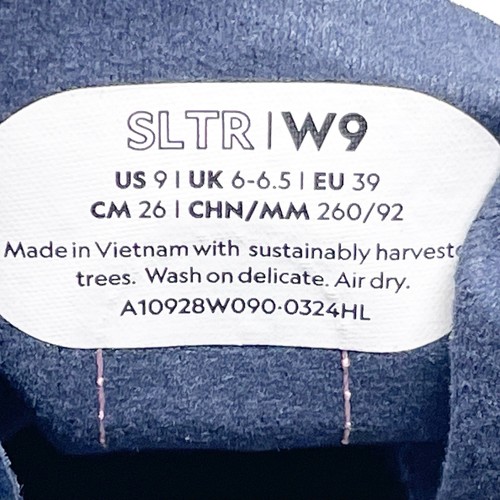 SLTR | W9
US 9 | UK 6-6.5 | EU 39
CM 26 | CHN/MM 260/92
Made in Vietnam with sustainably
trees. Wash on delicate. Air dry.
A10928W090-0324HL